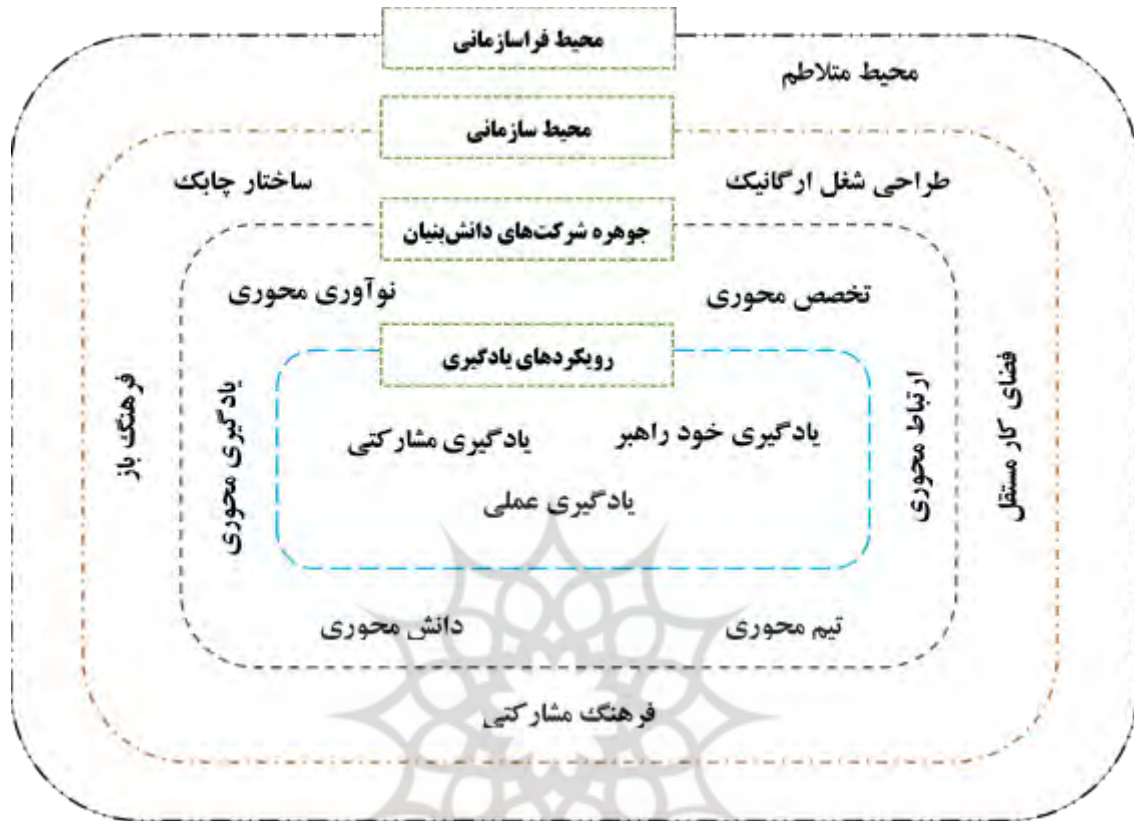 محیط فراسازمانی
محیط متلاطم
محیط سازمانی
طراحی شغل ارگانیک
ساختار چابک
جوهره شرکت‌های دانش‌بنیان
تخصص محوری
نوآوری محوری
رویکردهای یادگیری
فضای کار مستقل
ارتباط محوری
یادگیری خود راهبر
یادگیری مشارکتی
یادگیری عملی
یادگیری محوری
فرهنگ باز
تیم محوری
دانش محوری
فرهنگ مشارکتی